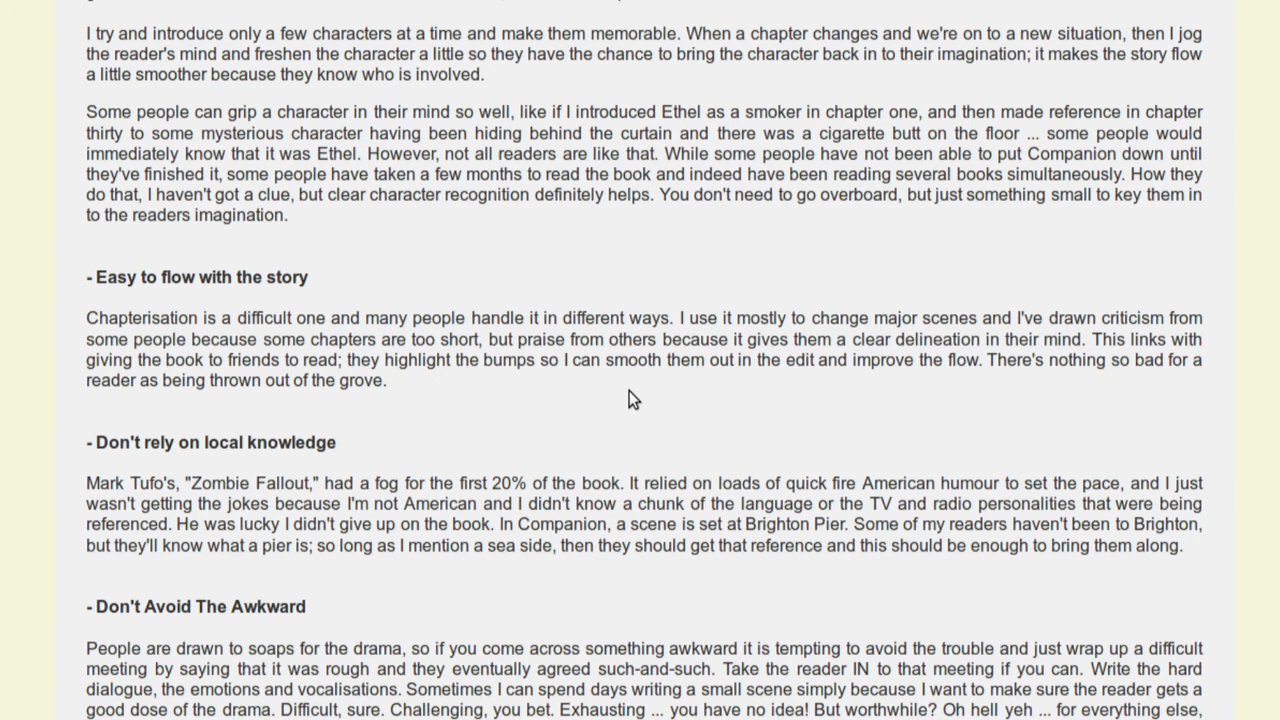 I try and introduce only a few characters at a time and make them memorable. When a chapter changes and we're on to a new situation, then I jog
the reader's mind and freshen the character a little so they have the chance to bring the character back in to their imagination; it makes the story flow
a little smoother because they know who is involved.
Some people can grip a character in their mind so well, like if I introduced Ethel as a smoker in chapter one, and then made reference in chapter
thirty to some mysterious character having been hiding behind the curtain and there was a cigarette butt on the floor ... some people would
immediately know that it was Ethel. However, not all readers are like that. While some people have not been able to put Companion down until
they've finished it, some people have taken a few months to read the book and indeed have been reading several books simultaneously. How they
do that, I haven't got a clue, but clear character recognition definitely helps. You don't need to go overboard, but just something small to key them in
to the readers imagination.
- Easy to flow with the story
Chapterisation is a difficult one and many people handle it in different ways. I use it mostly to change major scenes and I've drawn criticism from
some people because some chapters are too short, but praise from others because it gives them a clear delineation in their mind. This links with
giving the book to friends to read; they highlight the bumps so I can smooth them out in the edit and improve the flow. There's nothing so bad for a
reader as being thrown out of the grove.
- Don't rely on local knowledge
Mark Tufo's, "Zombie Fallout," had a fog for the first 20% of the book. It relied on loads of quick fire American humour to set the pace, and I just
wasn't getting the jokes because I'm not American and I didn't know a chunk of the language or the TV and radio personalities that were being
referenced. He was lucky I didn't give up on the book. In Companion, a scene is set at Brighton Pier. Some of my readers haven't been to Brighton,
but they'll know what a pier is; so long as I mention a sea side, then they should get that reference and this should be enough to bring them along.
- Don't Avoid The Awkward
People are drawn to soaps for the drama, so if you come across something awkward it is tempting to avoid the trouble and just wrap up a difficult
meeting by saying that it was rough and they eventually agreed such-and-such. Take the reader IN to that meeting if you can. Write the hard
dialogue, the emotions and vocalisations. Sometimes I can spend days writing a small scene simply because I want to make sure the reader gets a
good dose of the drama. Difficult, sure. Challenging, you bet. Exhausting ... you have no idea! But worthwhile? Oh hell yeh ... for everything else,